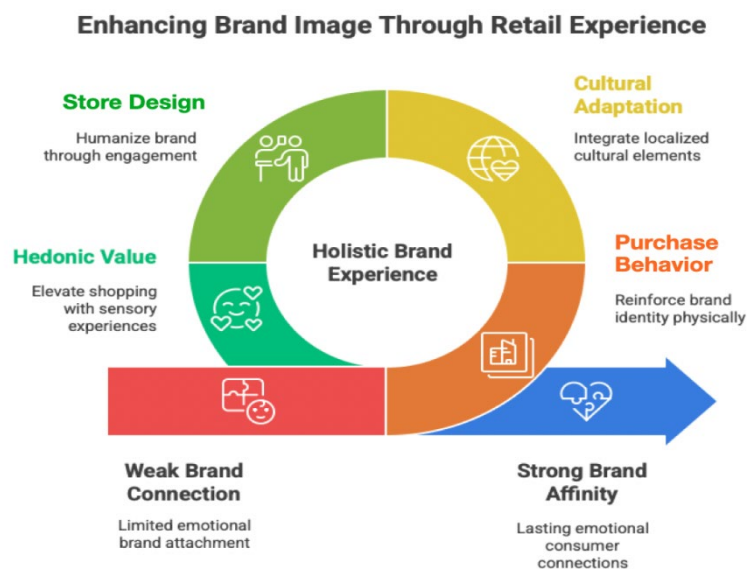 Enhancing Brand Image Through Retail Experience
Store Design
Humanize brand
through engagement
Cultural
Adaptation
Integrate localized
cultural elements
Hedonic Value
Elevate shopping
with sensory
experiences
Holistic Brand
Experience
Purchase
Behavior
Reinforce brand
identity physically
Weak Brand
Connection
Limited emotional
brand attachment
Strong Brand
Affinity
Lasting emotional
consumer
connections